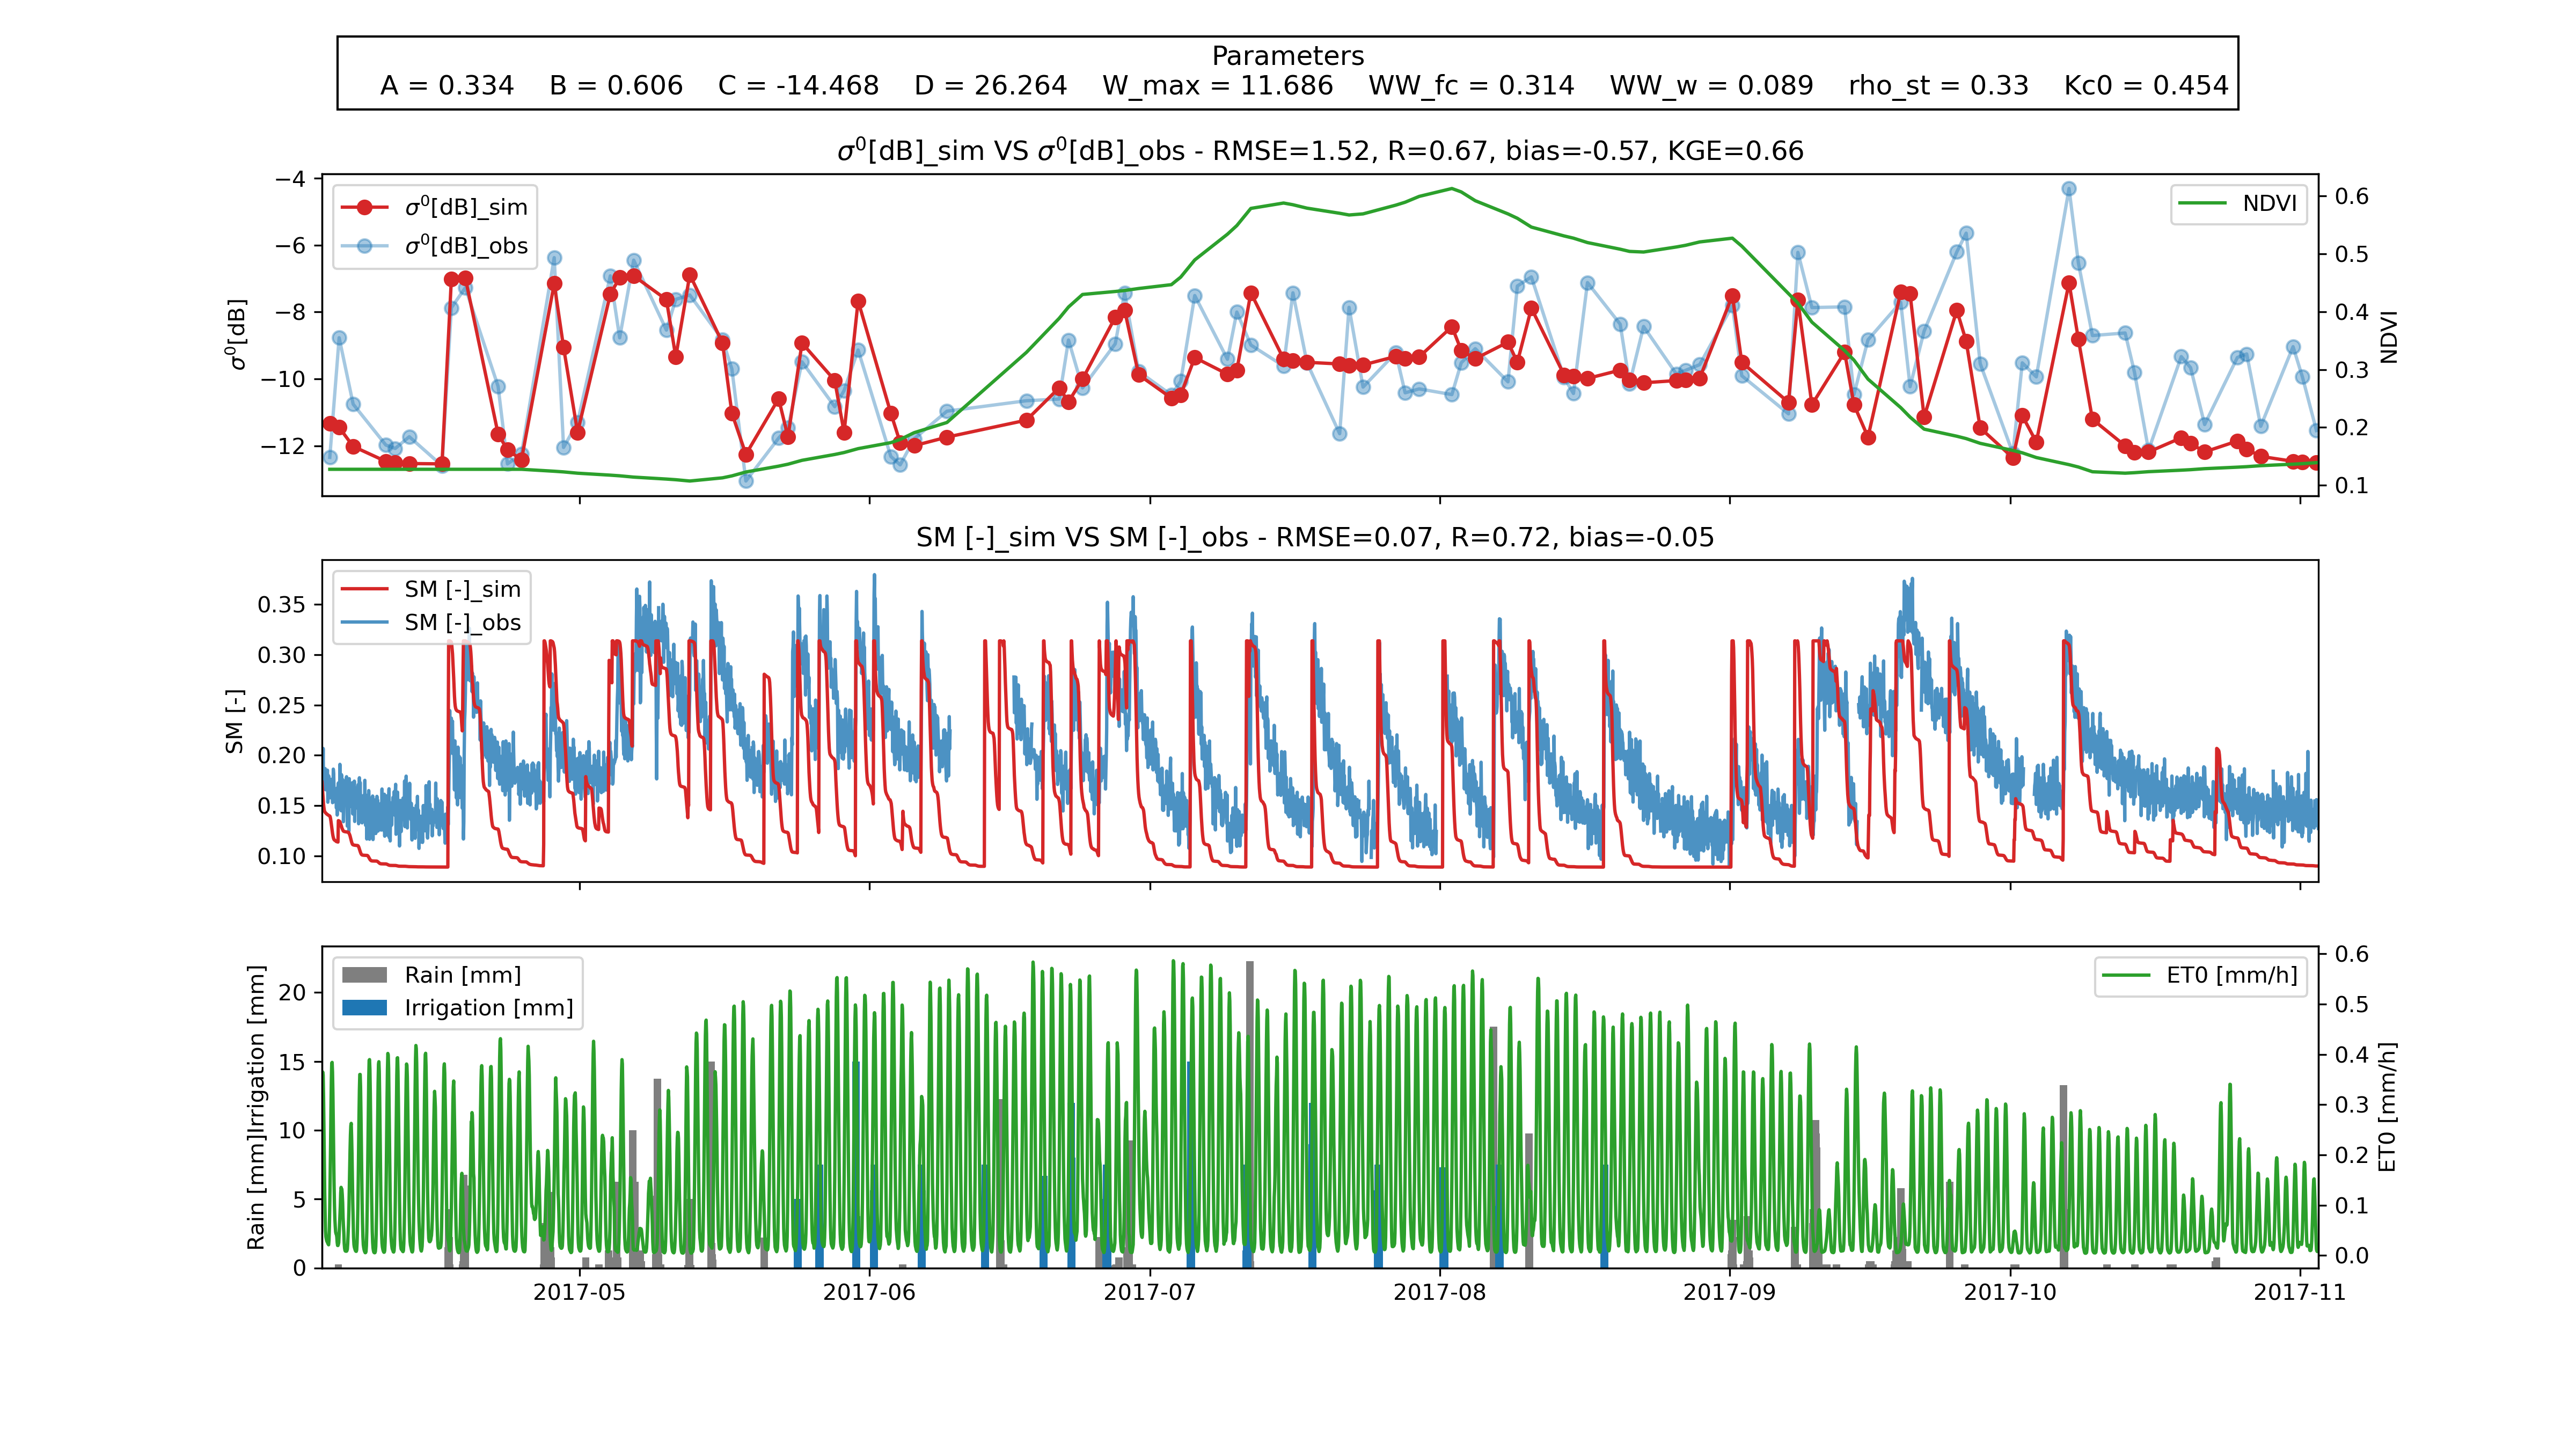 Parameters
A = 0.334    B = 0.606    C = -14.468    D = 26.264    W_max = 11.686    WW_fc = 0.314    WW_w = 0.089    rho_st = 0.33    Kc0 = 0.454
σ⁰[dB]_sim VS σ⁰[dB]_obs - RMSE=1.52, R=0.67, bias=-0.57, KGE=0.66
σ⁰[dB]_sim
σ⁰[dB]_obs
NDVI
−4
−6
−8
−10
−12
σ⁰[dB]
0.6
0.5
0.4
0.3
0.2
0.1
NDVI
SM [-]_sim VS SM [-]_obs - RMSE=0.07, R=0.72, bias=-0.05
SM [-]_sim
SM [-]_obs
0.35
0.30
0.25
0.20
0.15
0.10
SM [-]
Rain [mm]
Irrigation [mm]
ET0 [mm/h]
20
15
10
5
0
Rain [mm]Irrigation [mm]
0.6
0.5
0.4
0.3
0.2
0.1
0.0
ET0 [mm/h]
2017-05    2017-06    2017-07    2017-08    2017-09    2017-10    2017-11